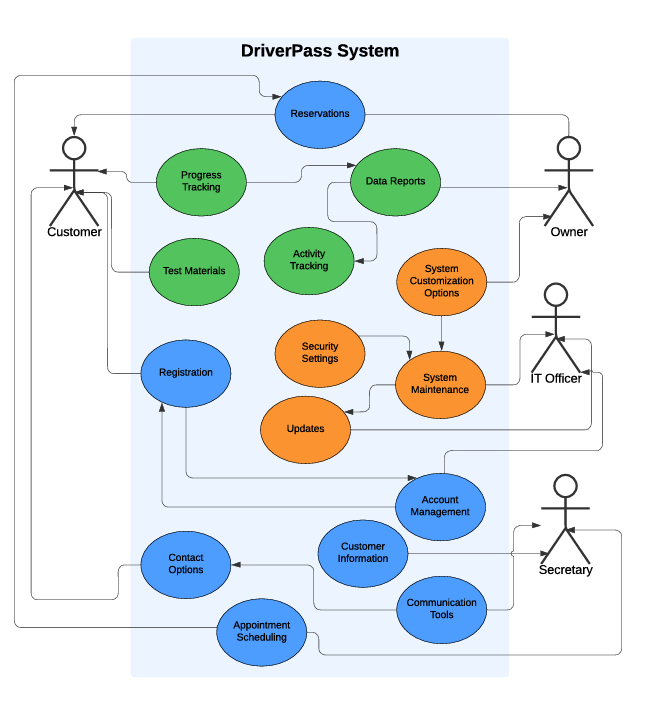 DriverPass System
Reservations
Progress
Tracking
Data Reports
Customer
Owner
Activity
Tracking
Test Materials
System
Customization
Options
Security
Settings
Registration
System
Maintenance
IT Officer
Updates
Account
Management
Customer
Information
Contact
Options
Secretary
Communication
Tools
Appointment
Scheduling